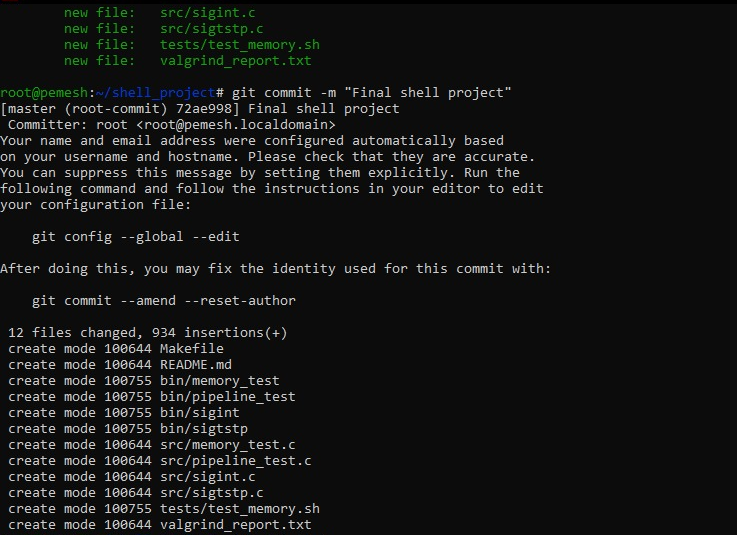 new file:   src/sigint.c
new file:   src/sigtstp.c
new file:   tests/test_memory.sh
new file:   valgrind_report.txt
root@pemesh:~/shell_project# git commit -m "Final shell project"
[master (root-commit) 72ae998] Final shell project
Committer: root <root@pemesh.localdomain>
Your name and email address were configured automatically based
on your username and hostname. Please check that they are accurate.
You can suppress this message by setting them explicitly. Run the
following command and follow the instructions in your editor to edit
your configuration file:
git config --global --edit
After doing this, you may fix the identity used for this commit with:
git commit --amend --reset-author
12 files changed, 934 insertions(+)
create mode 100644 Makefile
create mode 100644 README.md
create mode 100755 bin/memory_test
create mode 100755 bin/pipeline_test
create mode 100755 bin/sigint
create mode 100755 bin/sigtstp
create mode 100644 src/memory_test.c
create mode 100644 src/pipeline_test.c
create mode 100644 src/sigint.c
create mode 100644 src/sigtstp.c
create mode 100755 tests/test_memory.sh
create mode 100644 valgrind_report.txt